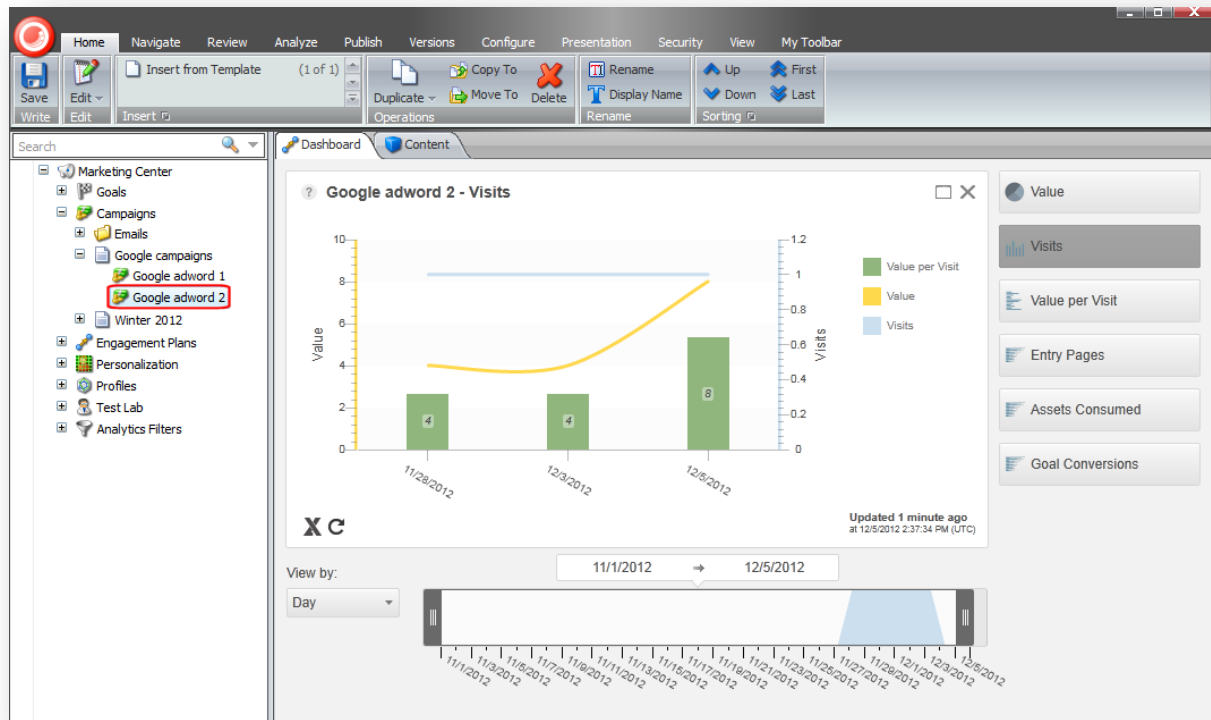 Home Navigate Review Analyze Publish Versions Configure Presentation Security View My Toolbar
Save
Write
Edit
Edit
Insert from Template (1 of 1)
Insert
Duplicate
Copy To
Move To
Delete
Operations
Rename
Display Name
Rename
Up
Down
First
Last
Sorting
Search
Marketing Center
Goals
Campaigns
Emails
Google campaigns
Google adword 1
Google adword 2
Winter 2012
Engagement Plans
Personalization
Profiles
Test Lab
Analytics Filters
Dashboard Content
? Google adword 2 - Visits
Value
10
8
6
4
2
0
4
4
8
1.2
1
0.8
0.6
0.4
0.2
0
Visits
11/28/2012
12/3/2012
12/5/2012
Value per Visit
Value
Visits
X
Updated 1 minute ago
at 12/5/2012 2:37:34 PM (UTC)
Value
Visits
Value per Visit
Entry Pages
Assets Consumed
Goal Conversions
View by:
Day
11/1/2012 → 12/5/2012
11/1/2012
11/3/2012
11/5/2012
11/7/2012
11/9/2012
11/11/2012
11/13/2012
11/15/2012
11/17/2012
11/19/2012
11/21/2012
11/23/2012
11/25/2012
11/27/2012
11/29/2012
12/1/2012
12/3/2012
12/5/2012